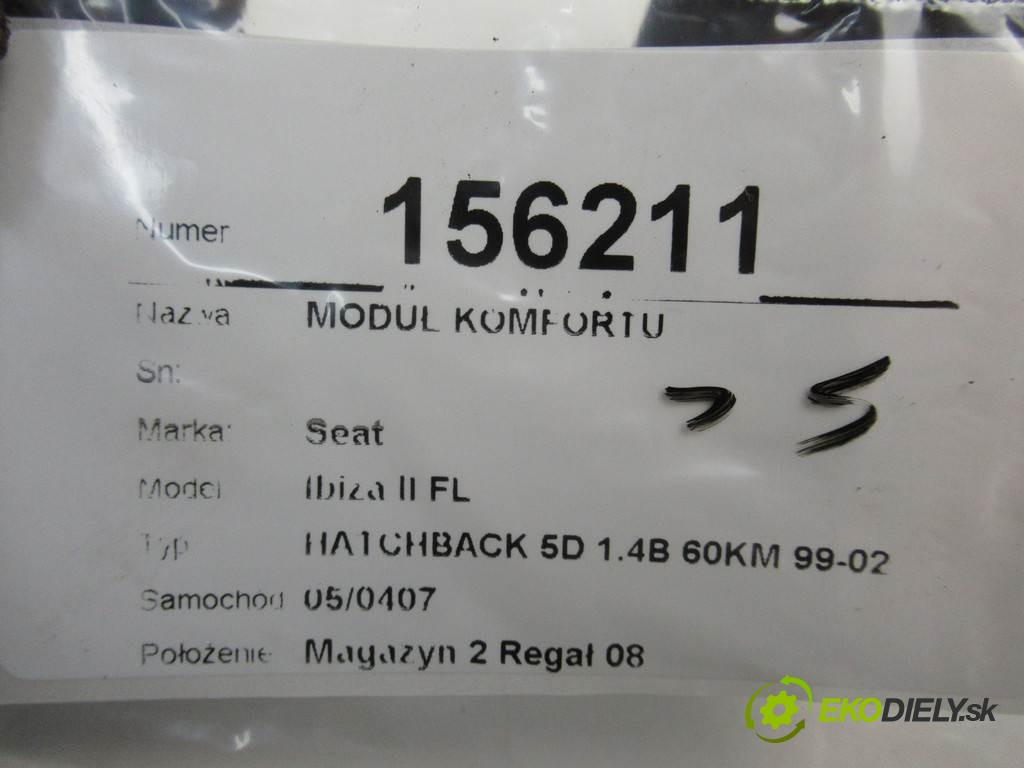 Numer 156211
Nazwa MODUŁ KOMFORTU
Sn:
Marka: Seat
Model Ibiza II FL
Typ HATCHBACK 5D 1.4B 60KM 99-02
Samochód 05/0407
Położenie Magazyn 2 Regał 08
EKODIELY.sk